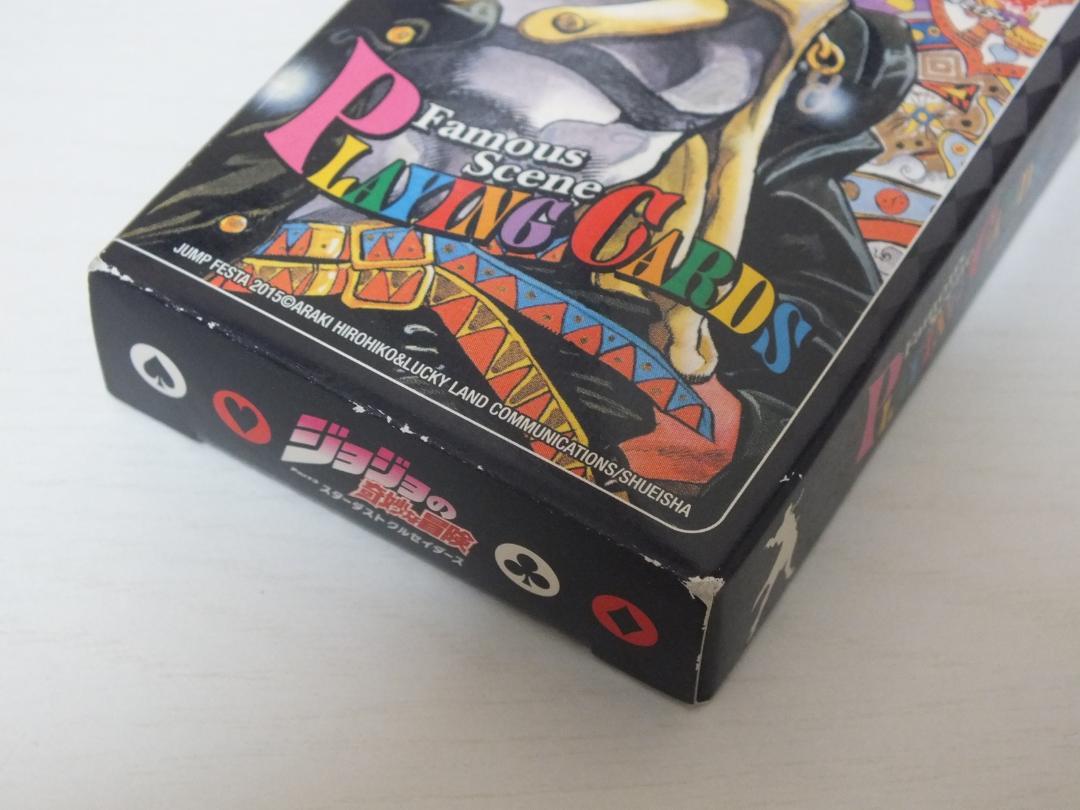 Famous
Scene
PLAYING CARDS
JUMP FESTA 2015©ARAKI HIROHIKO&LUCKY LAND COMMUNICATIONS/SHUEISHA
ジョジョの
奇妙な冒険
スターダストクルセイダース